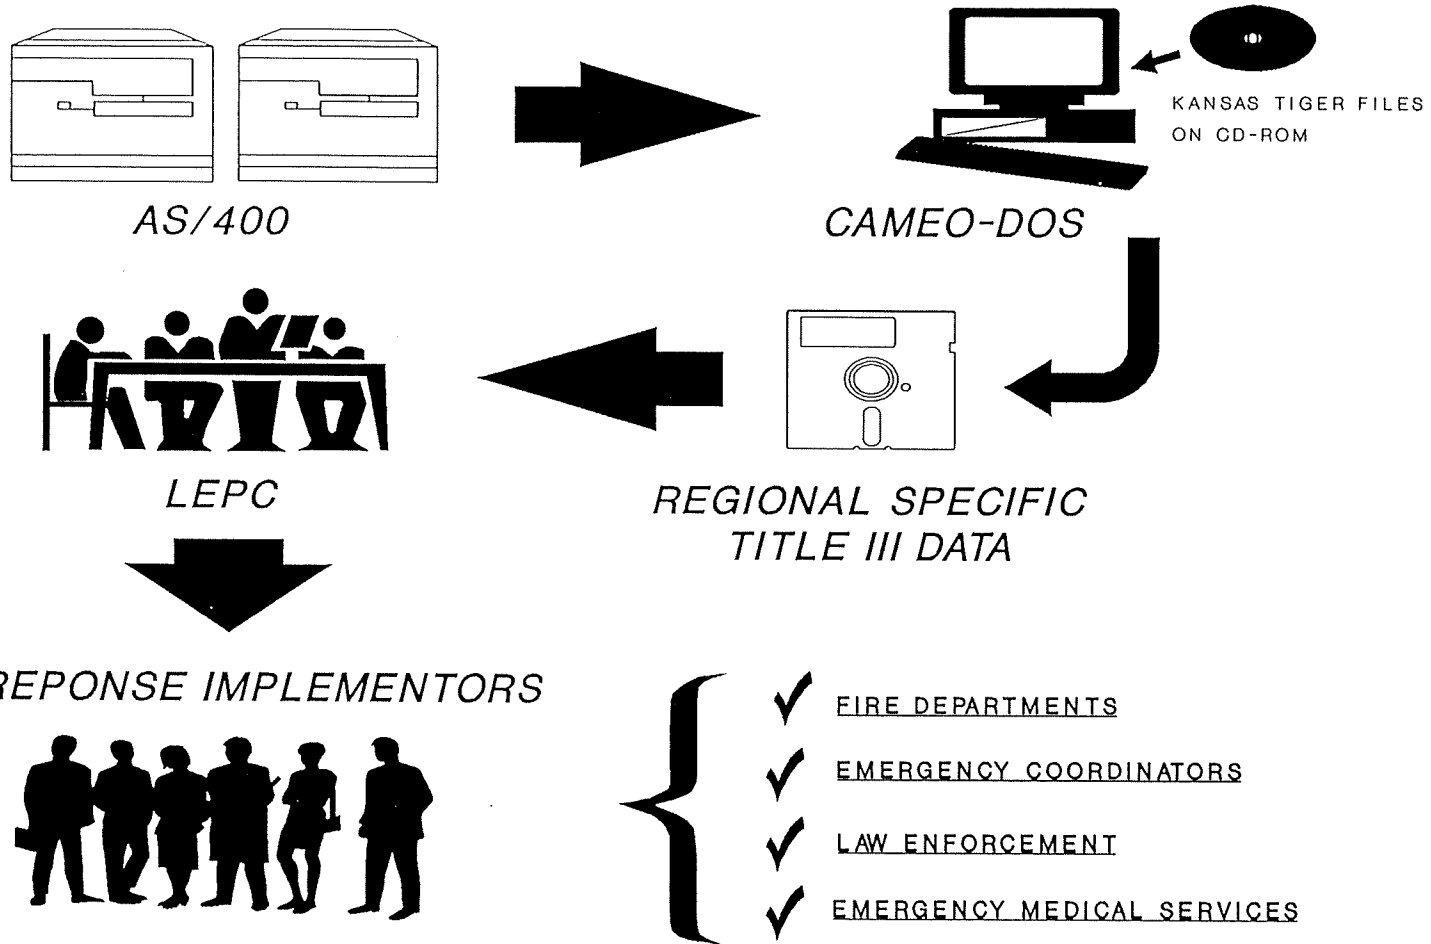 KANSAS TIGER FILES
ON CD-ROM
AS/400
CAMEO-DOS
LEPC
REGIONAL SPECIFIC
TITLE III DATA
REPONSE IMPLEMENTORS
FIRE DEPARTMENTS
EMERGENCY COORDINATORS
LAW ENFORCEMENT
EMERGENCY MEDICAL SERVICES